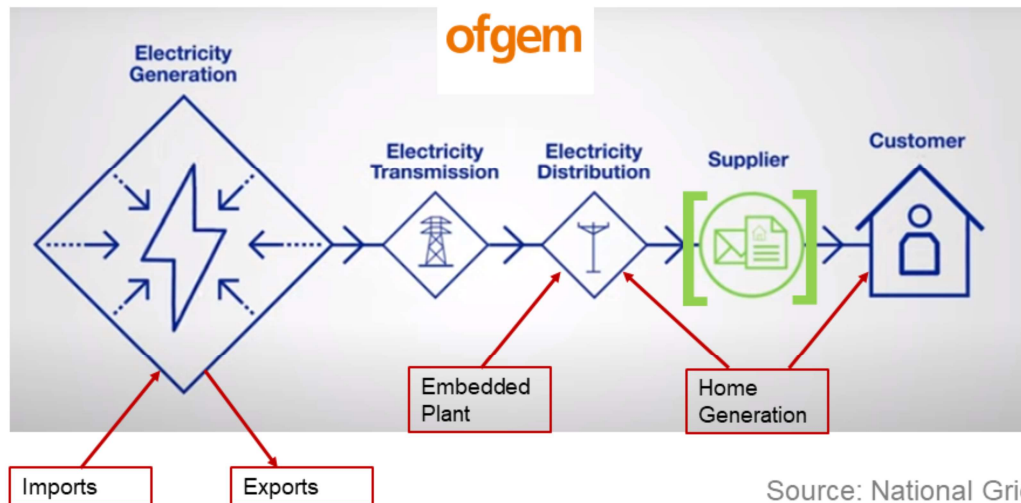 ofgem
Electricity
Generation
Electricity
Transmission
Electricity
Distribution
Supplier
Customer
Embedded
Plant
Home
Generation
Imports
Exports
Source: National Gri